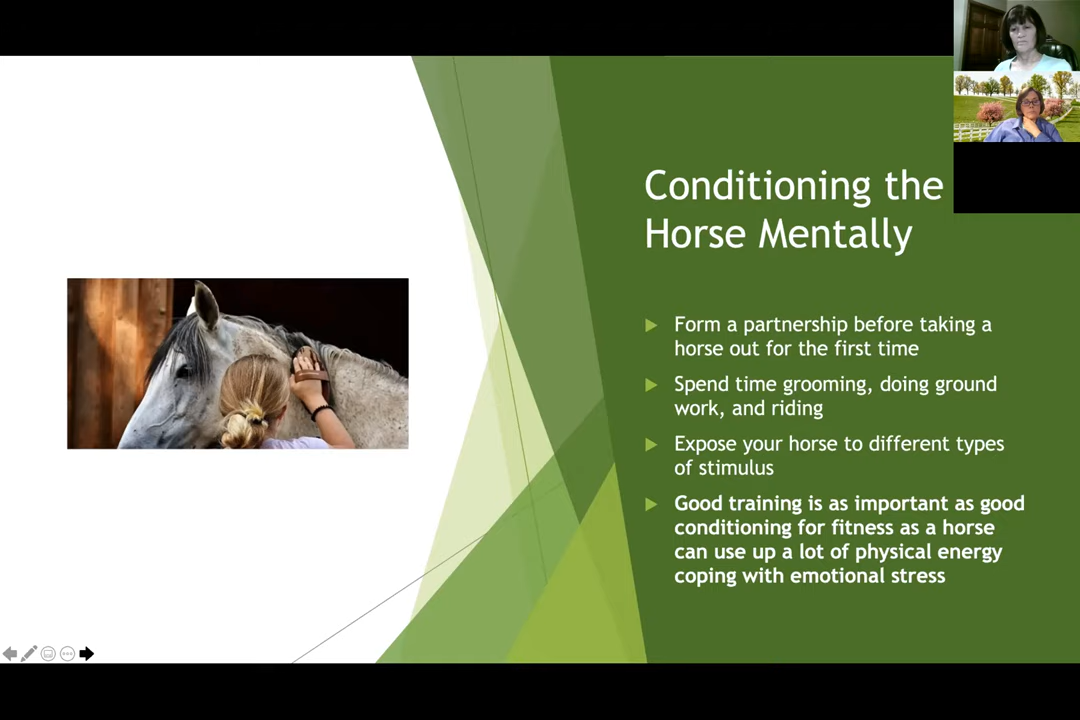 Conditioning the
Horse Mentally
Form a partnership before taking a
horse out for the first time
Spend time grooming, doing ground
work, and riding
Expose your horse to different types
of stimulus
Good training is as important as good
conditioning for fitness as a horse
can use up a lot of physical energy
coping with emotional stress